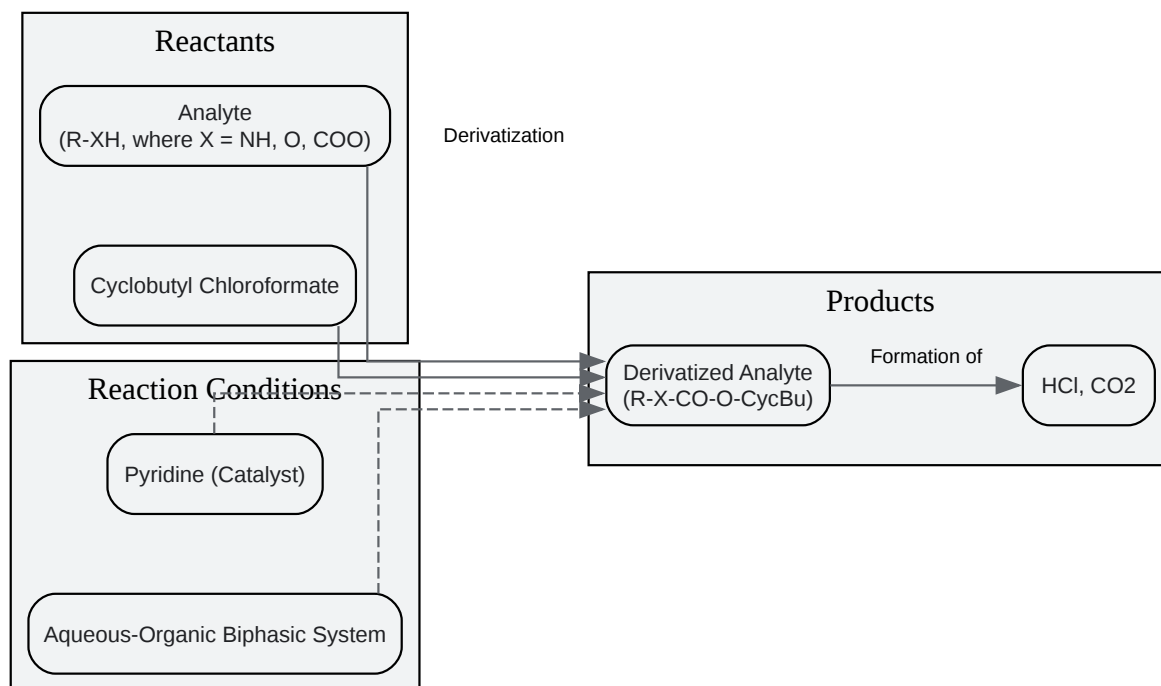 Reactants
Analyte
(R-XH, where X = NH, O, COO)
Derivatization
Cyclobutyl Chloroformate
Products
Reaction Conditions
Derivatized Analyte
(R-X-CO-O-CycBu)
Formation of
HCl, CO2
Pyridine (Catalyst)
Aqueous-Organic Biphasic System